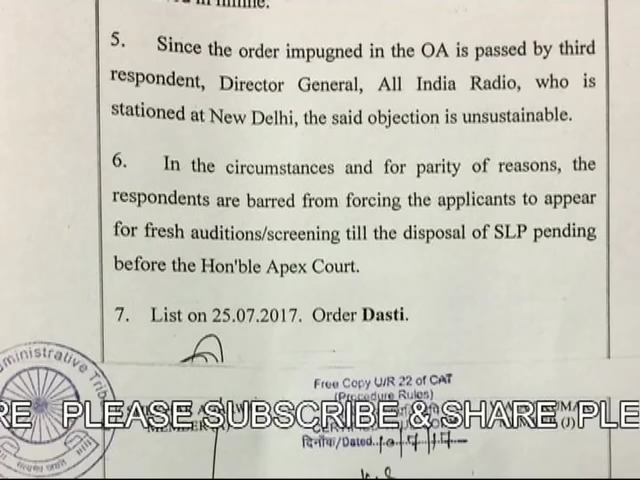 5. Since the order impugned in the OA is passed by third
respondent, Director General, All India Radio, who is
stationed at New Delhi, the said objection is unsustainable.
6. In the circumstances and for parity of reasons, the
respondents are barred from forcing the applicants to appear
for fresh auditions/screening till the disposal of SLP pending
before the Hon'ble Apex Court.
7. List on 25.07.2017. Order Dasti.
Free Copy U/R 22 of CAT
(Procedure Rules)
PLEASE SUBSCRIBE & SHARE
दिनाँक/Dated
सत्यमेव जयते